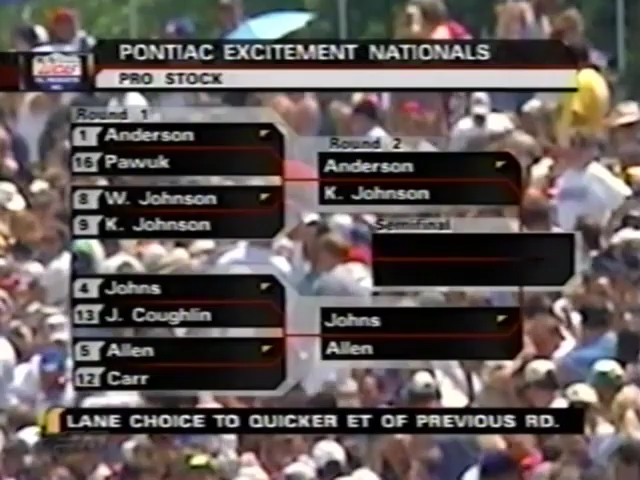 PONTIAC EXCITEMENT NATIONALS
PRO STOCK
Round 1
1 Anderson
16 Pawuk
8 W. Johnson
9 K. Johnson
4 Johns
13 J. Coughlin
5 Allen
12 Carr
Round 2
Anderson
K. Johnson
Semifinal
Johns
Allen
LANE CHOICE TO QUICKER ET OF PREVIOUS RD.